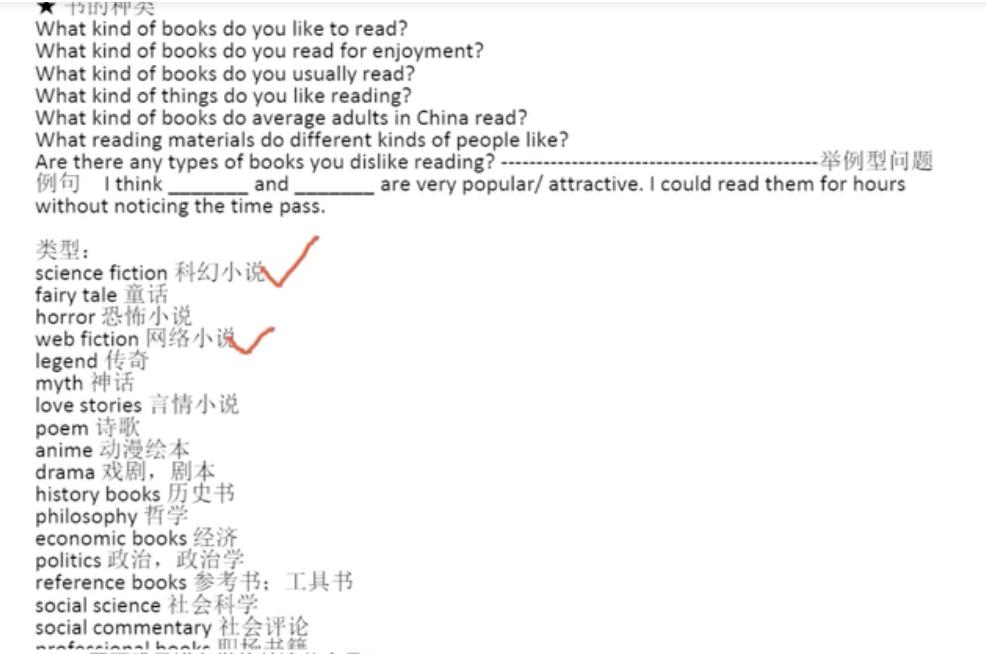 ★ 书的种类
What kind of books do you like to read?
What kind of books do you read for enjoyment?
What kind of books do you usually read?
What kind of things do you like reading?
What kind of books do average adults in China read?
What reading materials do different kinds of people like?
Are there any types of books you dislike reading? ---------------------------------------------举例型问题
例句 I think ________ and ________ are very popular/ attractive. I could read them for hours
without noticing the time pass.
类型：
science fiction 科幻小说
fairy tale 童话
horror 恐怖小说
web fiction 网络小说
legend 传奇
myth 神话
love stories 言情小说
poem 诗歌
anime 动漫绘本
drama 戏剧，剧本
history books 历史书
philosophy 哲学
economic books 经济
politics 政治，政治学
reference books 参考书；工具书
social science 社会科学
social commentary 社会评论
professional books 职场书籍